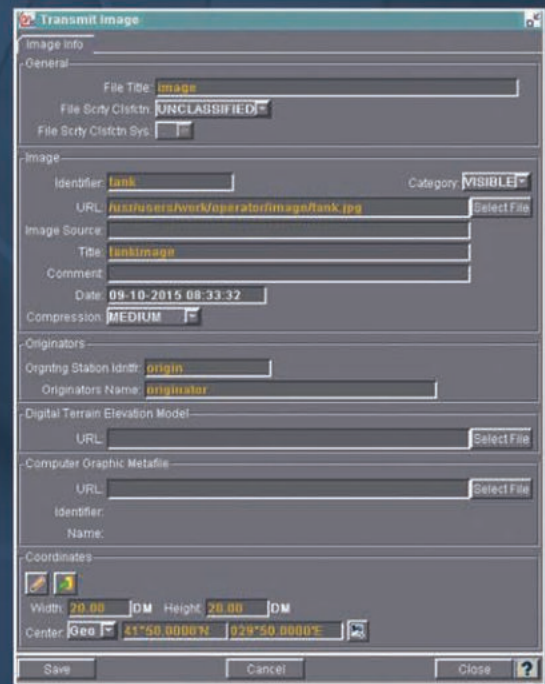 Transmit Image
Image Info
General
File Title: image
File Scrty Clsfctn: UNCLASSIFIED
File Scrty Clsfctn Sys:
Image
Identifier: tank Category: VISIBLE
URL: /usr/users/work/operator/image/tank.jpg Select File
Image Source:
Title: tankimage
Comment:
Date: 09-10-2015 08:33:32
Compression: MEDIUM
Originators
Orgntng Station Idntfr: origin
Originators Name: originator
Digital Terrain Elevation Model
URL: Select File
Computer Graphic Metafile
URL: Select File
Identifier:
Name:
Coordinates
Width: 20.00 DM Height: 20.00 DM
Center: Geo 41°50.0000'N 029°50.0000'E
Save Cancel Close ?